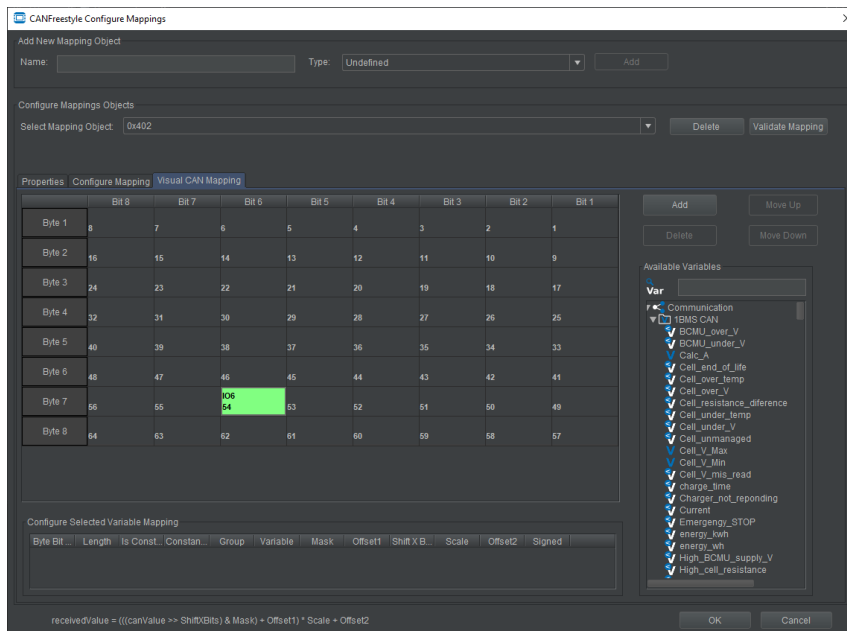 CANFreestyle Configure Mappings
Add New Mapping Object
Name: Type: Undefined Add
Configure Mappings Objects
Select Mapping Object: 0x402 Delete Validate Mapping
Properties Configure Mapping Visual CAN Mapping
Bit 8 Bit 7 Bit 6 Bit 5 Bit 4 Bit 3 Bit 2 Bit 1
Byte 1 8 7 6 5 4 3 2 1
Byte 2 16 15 14 13 12 11 10 9
Byte 3 24 23 22 21 20 19 18 17
Byte 4 32 31 30 29 28 27 26 25
Byte 5 40 39 38 37 36 35 34 33
Byte 6 48 47 46 45 44 43 42 41
IO6
Byte 7 56 55 54 53 52 51 50 49
Byte 8 64 63 62 61 60 59 58 57
Add Move Up
Delete Move Down
Available Variables
Var
Communication
1BMS CAN
BCMU_over_V
BCMU_under_V
Calc_A
Cell_end_of_life
Cell_over_temp
Cell_over_V
Cell_resistance_diference
Cell_under_temp
Cell_under_V
Cell_unmanaged
Cell_V_Max
Cell_V_Min
Cell_V_mis_read
charge_time
Charger_not_reponding
Current
Emergengy_STOP
energy_kwh
energy_wh
High_BCMU_supply_V
High_cell_resistance
Configure Selected Variable Mapping
Byte Bit ... Length Is Const... Constan... Group Variable Mask Offset1 Shift X B... Scale Offset2 Signed
receivedValue = (((canValue >> ShiftXBits) & Mask) + Offset1) * Scale + Offset2
OK Cancel